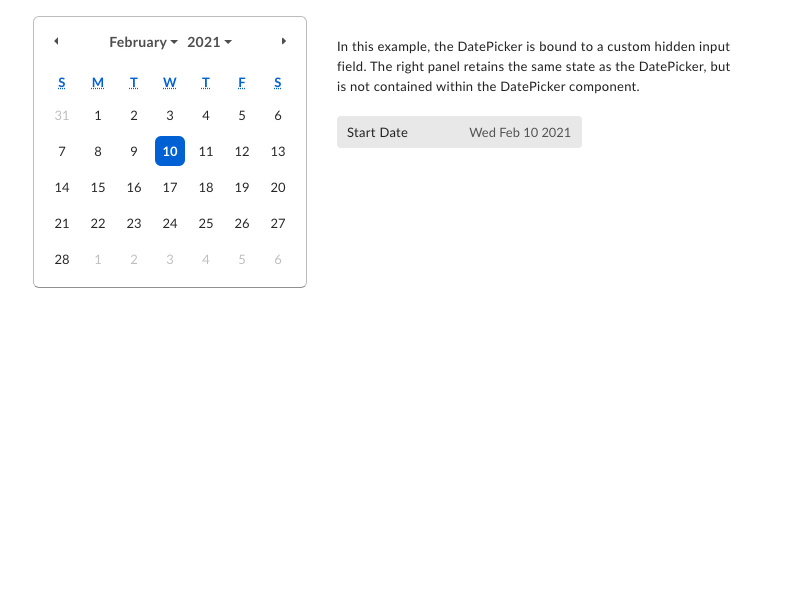 February 2021
S M T W T F S
31 1 2 3 4 5 6
7 8 9 10 11 12 13
14 15 16 17 18 19 20
21 22 23 24 25 26 27
28 1 2 3 4 5 6
In this example, the DatePicker is bound to a custom hidden input
field. The right panel retains the same state as the DatePicker, but
is not contained within the DatePicker component.
Start Date Wed Feb 10 2021